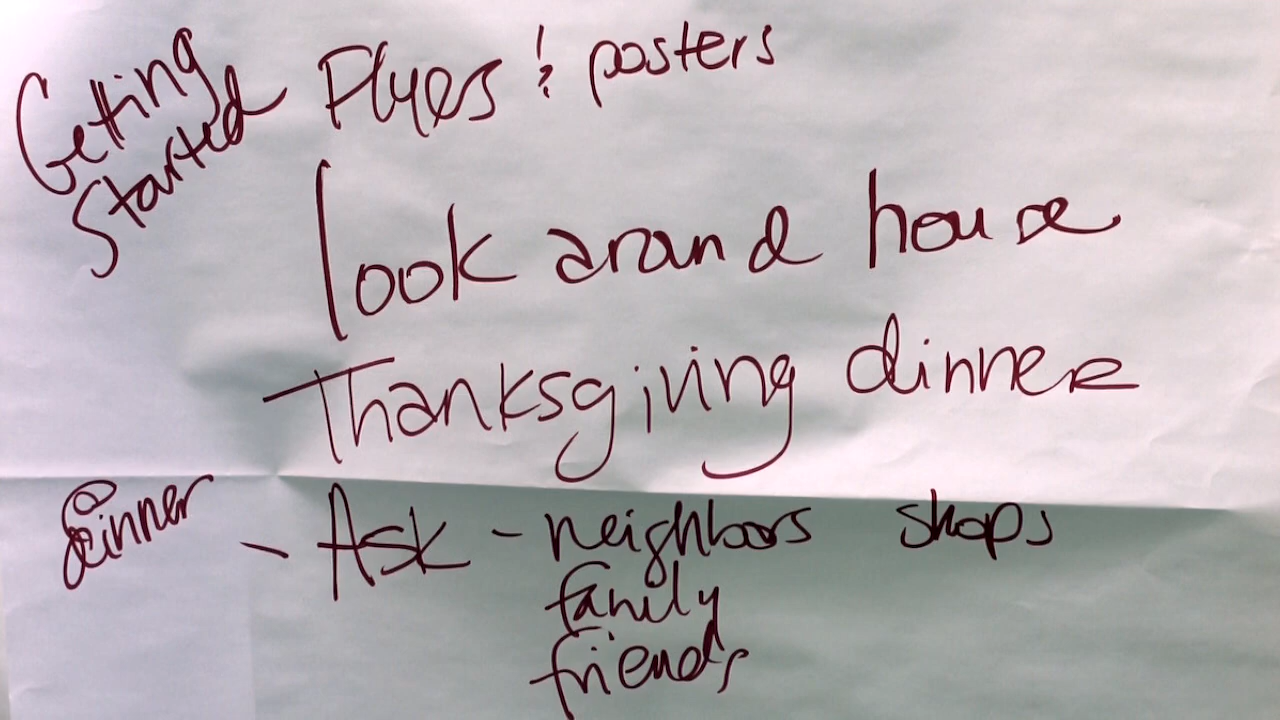 Getting Started
Flyers & posters
look around house
Thanksgiving dinner
dinner - Ask - neighbors shops
family
friends